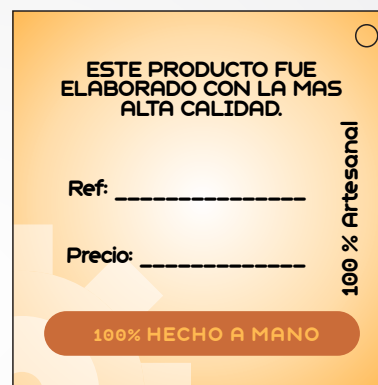 ESTE PRODUCTO FUE
ELABORADO CON LA MAS
ALTA CALIDAD.
Ref: _______________
Precio: _____________
100 % Artesanal
100% HECHO A MANO